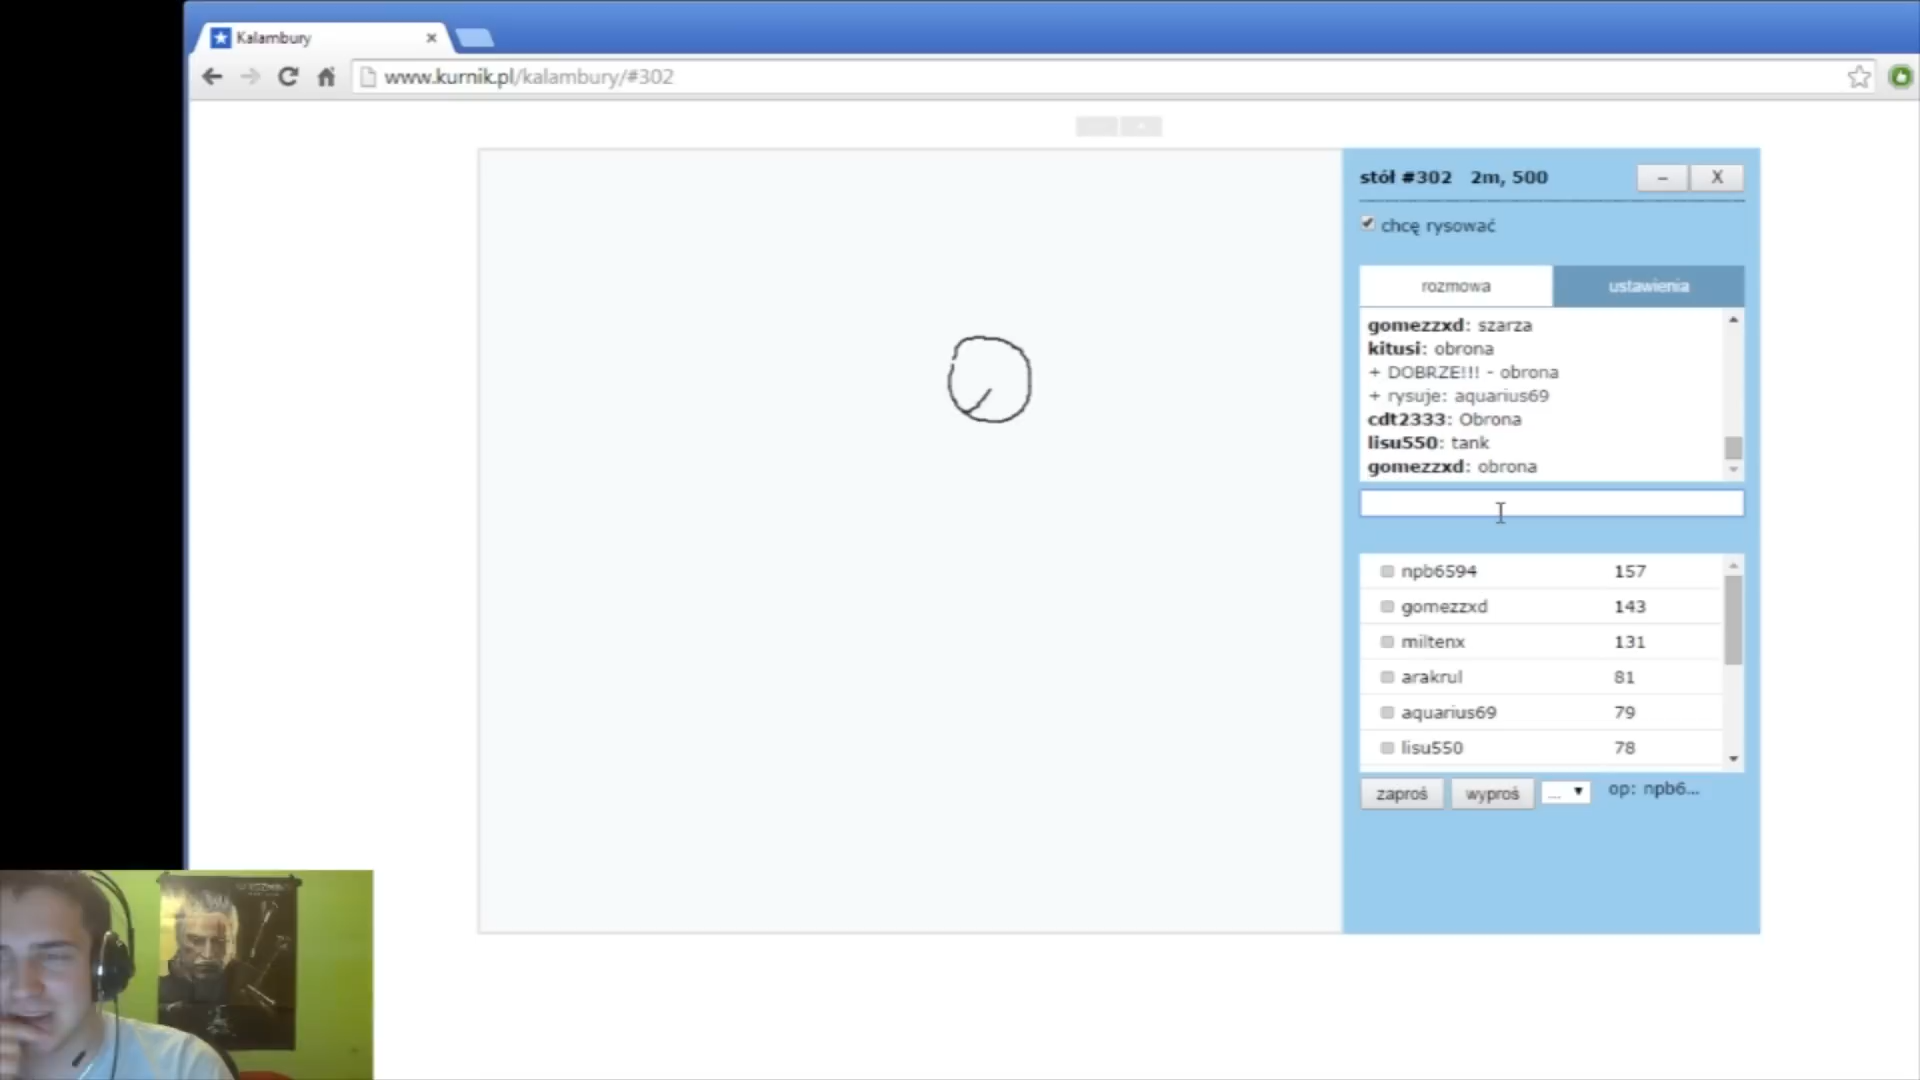 Kalambury
www.kurnik.pl/kalambury/#302
stół #302 2m, 500
– X
chcę rysować
rozmowa ustawienia
gomezzxd: szarza
kitusi: obrona
+ DOBRZE!!! - obrona
+ rysuje: aquarius69
cdt2333: Obrona
lisu550: tank
gomezzxd: obrona
npb6594 157
gomezzxd 143
miltenx 131
arakrul 81
aquarius69 79
lisu550 78
zaproś wyproś ... op: npb6...